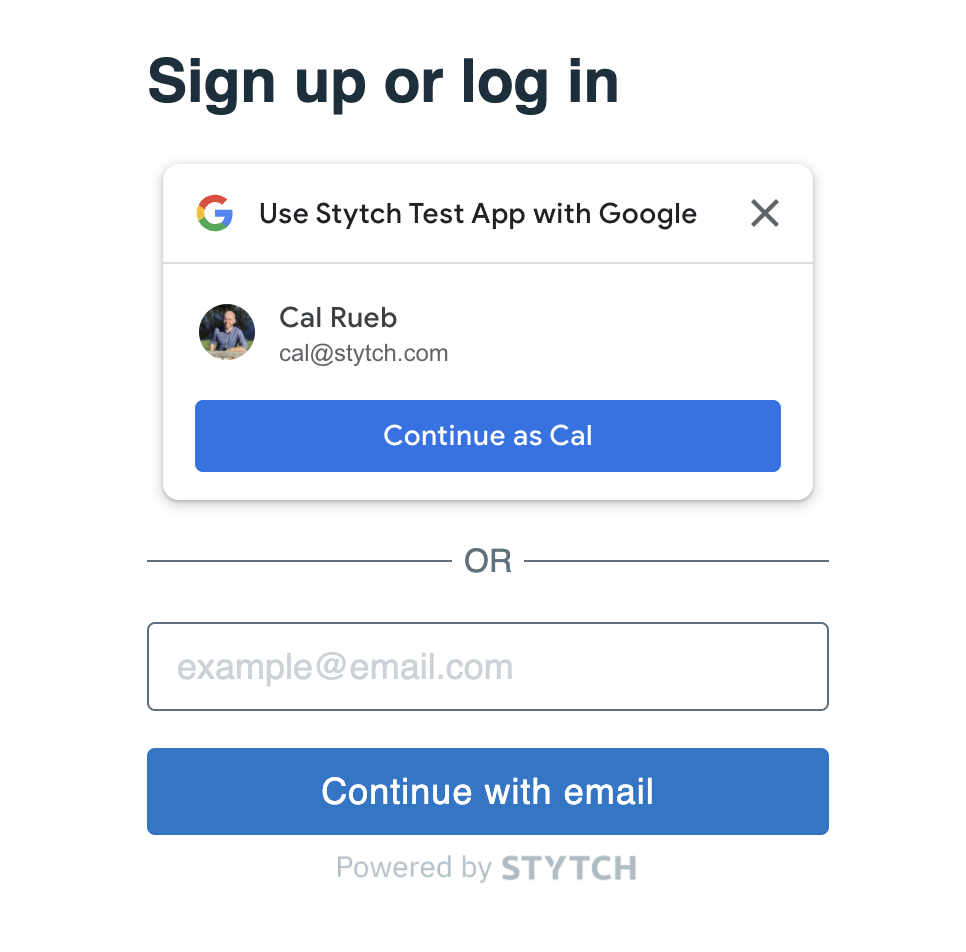 Sign up or log in
Use Stytch Test App with Google
Cal Rueb
cal@stytch.com
Continue as Cal
OR
example@email.com
Continue with email
Powered by STYTCH